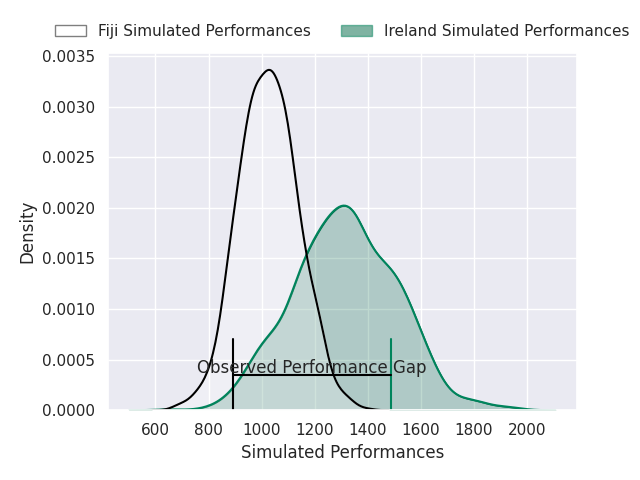 Fiji Simulated Performances
Ireland Simulated Performances
0.0035
0.0030
0.0025
0.0020
0.0015
0.0010
0.0005
0.0000
Density
Observed Performance Gap
600 800 1000 1200 1400 1600 1800 2000
Simulated Performances